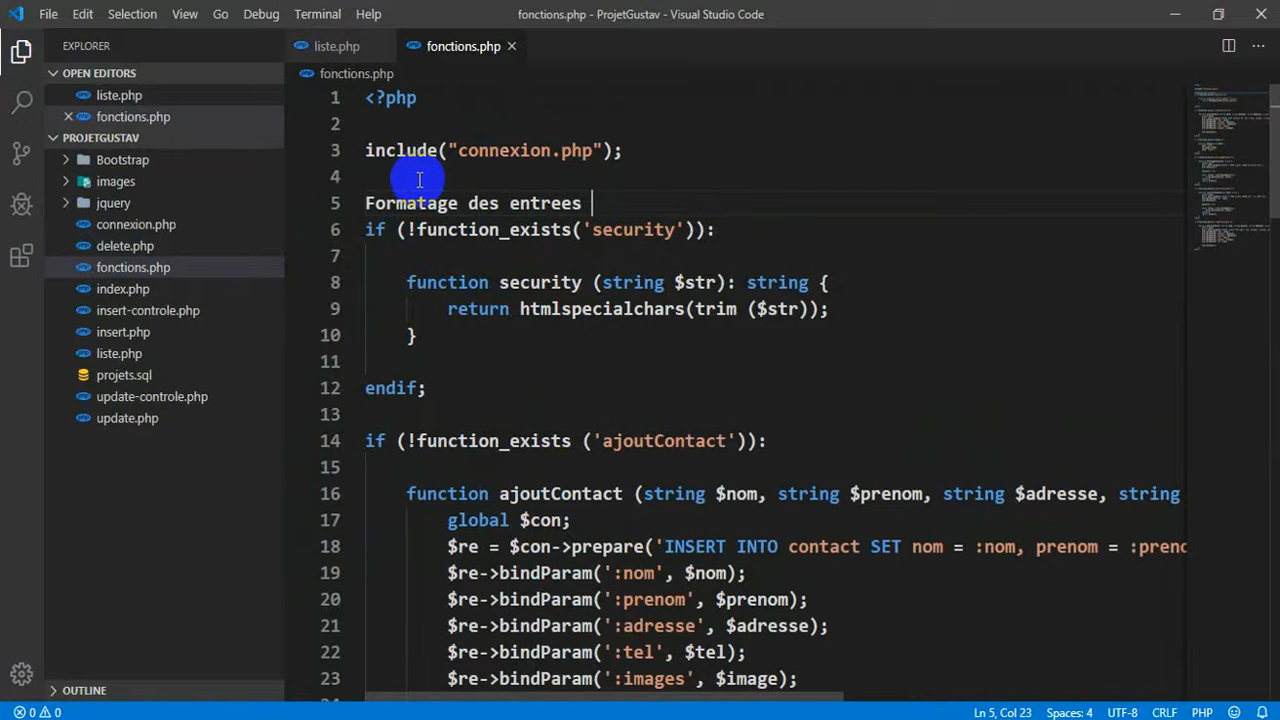 File Edit Selection View Go Debug Terminal Help
fonctions.php - ProjetGustav - Visual Studio Code
EXPLORER
OPEN EDITORS
liste.php
fonctions.php
PROJETGUSTAV
Bootstrap
images
jquery
connexion.php
delete.php
fonctions.php
index.php
insert-controle.php
insert.php
liste.php
projets.sql
update-controle.php
update.php
OUTLINE
liste.php fonctions.php
fonctions.php
1 <?php
2
3 include("connexion.php");
4
5 Formatage des entrees
6 if (!function_exists('security')):
7
8 function security (string $str): string {
9 return htmlspecialchars(trim ($str));
10 }
11
12 endif;
13
14 if (!function_exists ('ajoutContact')):
15
16 function ajoutContact (string $nom, string $prenom, string $adresse, string
17 global $con;
18 $re = $con->prepare('INSERT INTO contact SET nom = :nom, prenom = :preno
19 $re->bindParam(':nom', $nom);
20 $re->bindParam(':prenom', $prenom);
21 $re->bindParam(':adresse', $adresse);
22 $re->bindParam(':tel', $tel);
23 $re->bindParam(':images', $image);
0 0 Ln 5, Col 23 Spaces: 4 UTF-8 CRLF PHP